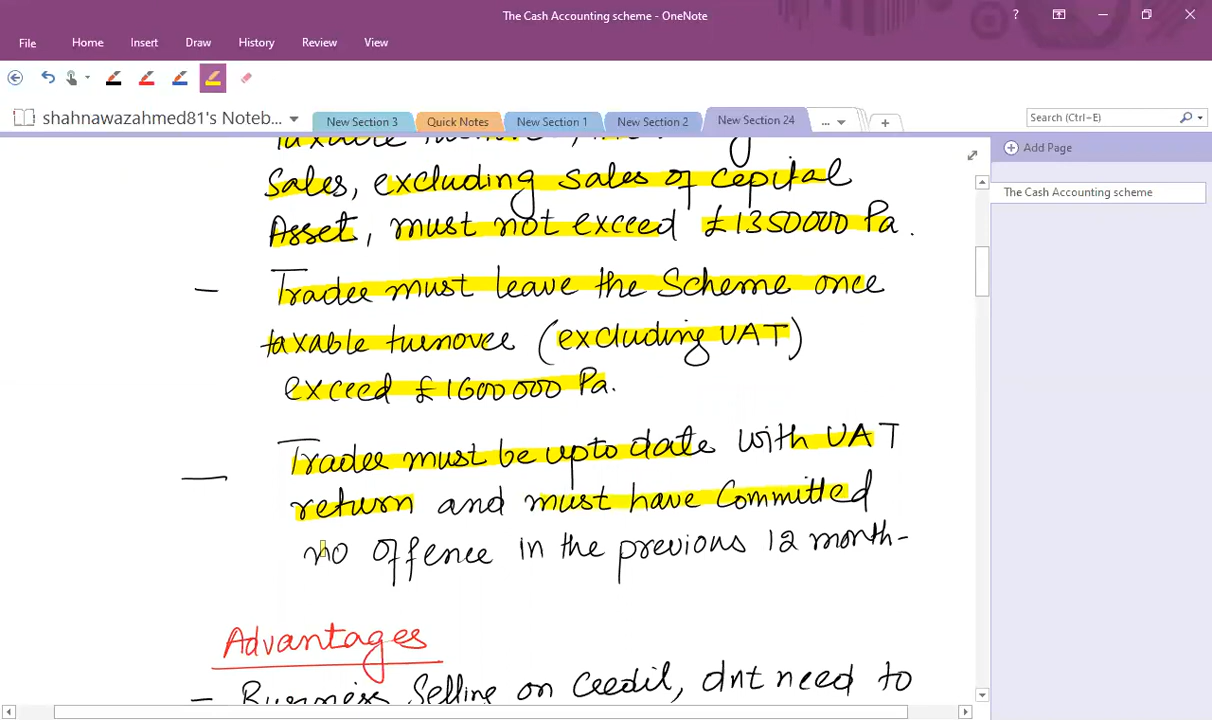 The Cash Accounting scheme - OneNote
?
File Home Insert Draw History Review View
shahnawazahmed81's Noteb...
New Section 3 Quick Notes New Section 1 New Section 2 New Section 24 ...
Search (Ctrl+E)
Add Page
The Cash Accounting scheme
Taxable
Sales, excluding sales of capital
Asset, must not exceed £1350000 Pa.
- Trader must leave the Scheme once
taxable turnover (excluding VAT)
exceed £1600000 Pa.
- Trader must be upto date with VAT
return and must have Committed
no offence in the previous 12 month-
Advantages
- Business Selling on Credit, dnt need to